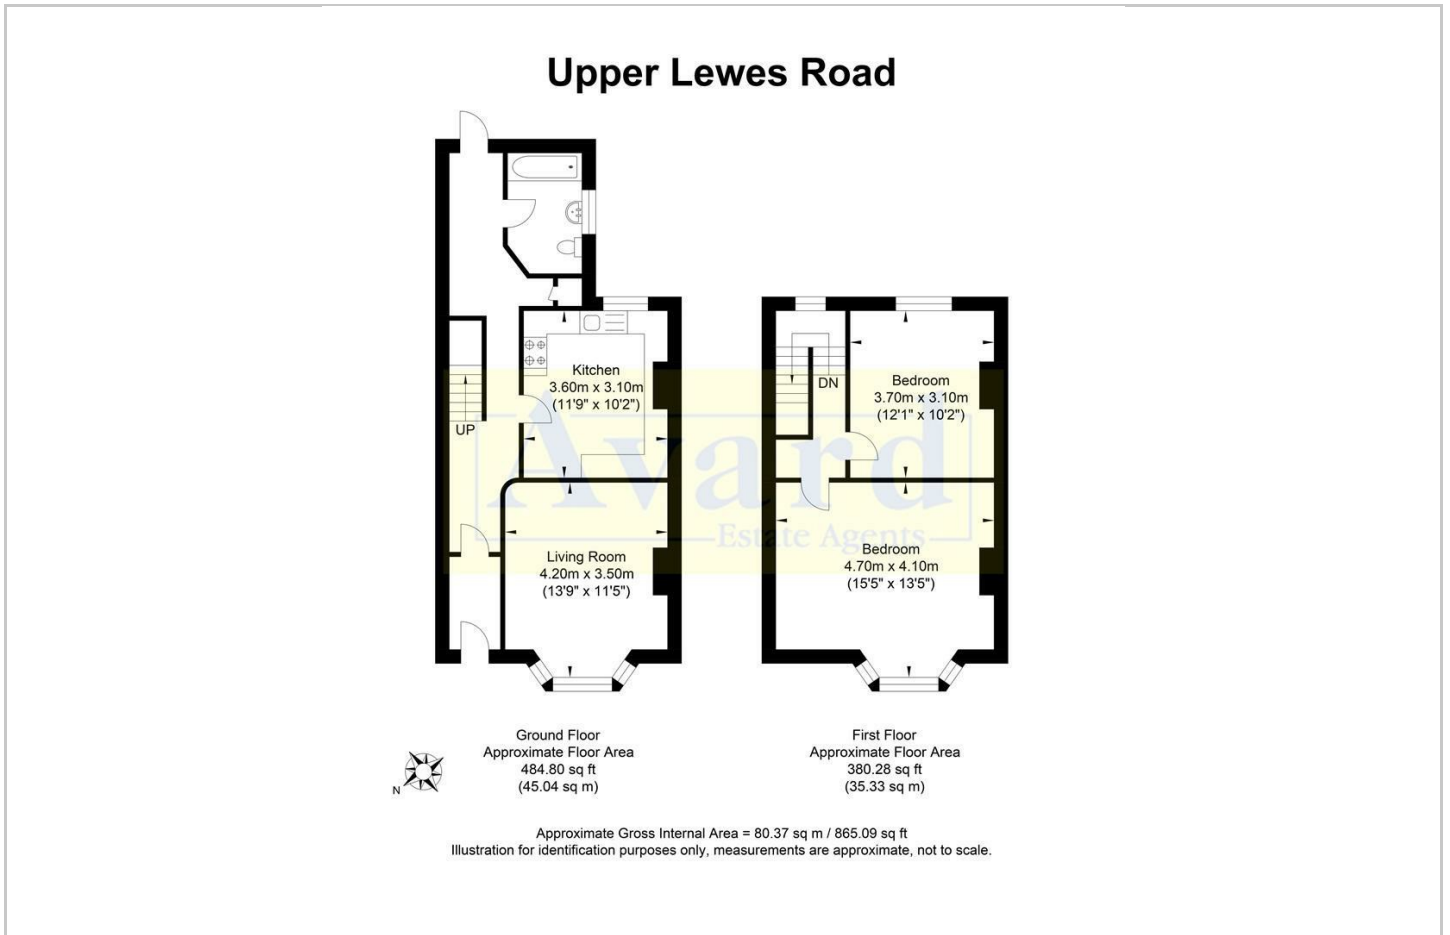 Upper Lewes Road
Kitchen
3.60m x 3.10m
(11'9" x 10'2")
UP
Living Room
4.20m x 3.50m
(13'9" x 11'5")
DN
Bedroom
3.70m x 3.10m
(12'1" x 10'2")
Bedroom
4.70m x 4.10m
(15'5" x 13'5")
Avard
Estate Agents
Ground Floor
Approximate Floor Area
484.80 sq ft
(45.04 sq m)
First Floor
Approximate Floor Area
380.28 sq ft
(35.33 sq m)
N
Approximate Gross Internal Area = 80.37 sq m / 865.09 sq ft
Illustration for identification purposes only, measurements are approximate, not to scale.